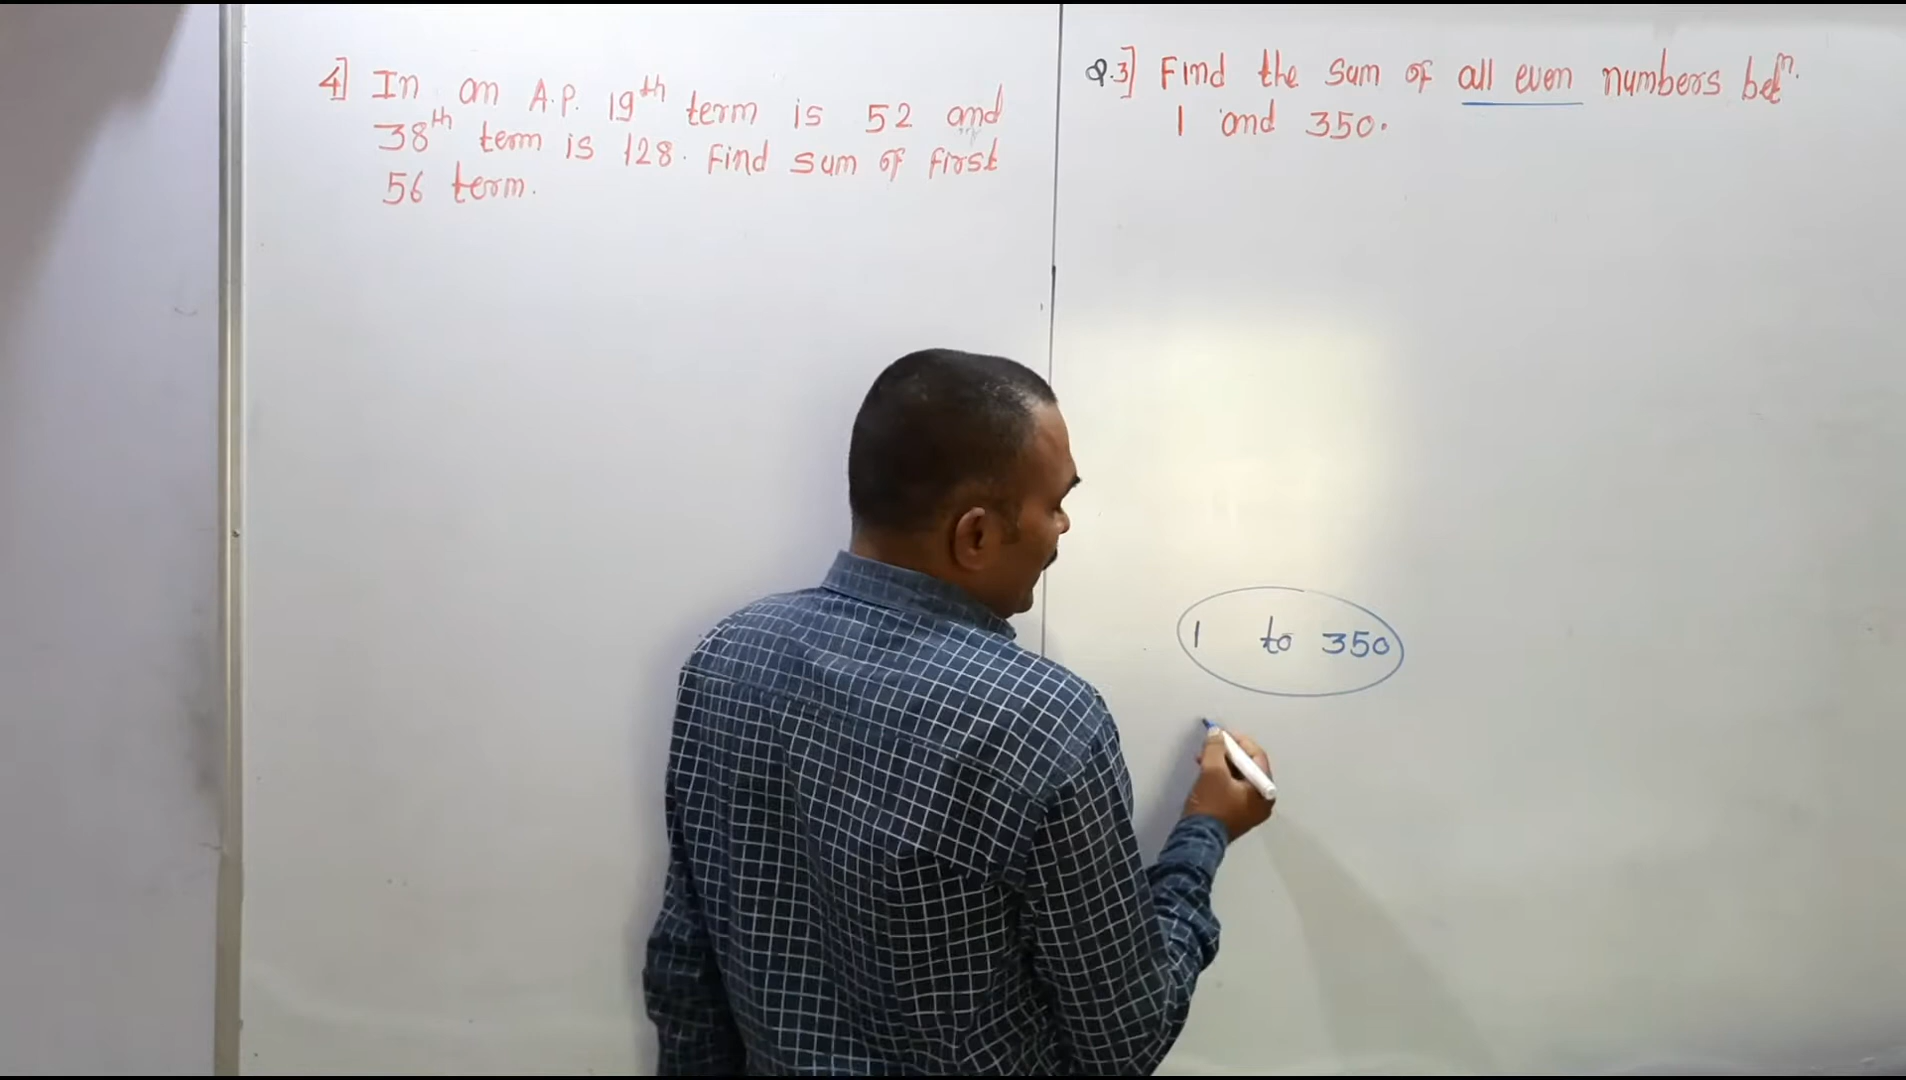 4] In an A.P. 19th term is 52 and
38th term is 128. Find sum of first
56 term.
Q.3] Find the sum of all even numbers betn.
1 and 350.
1 to 350